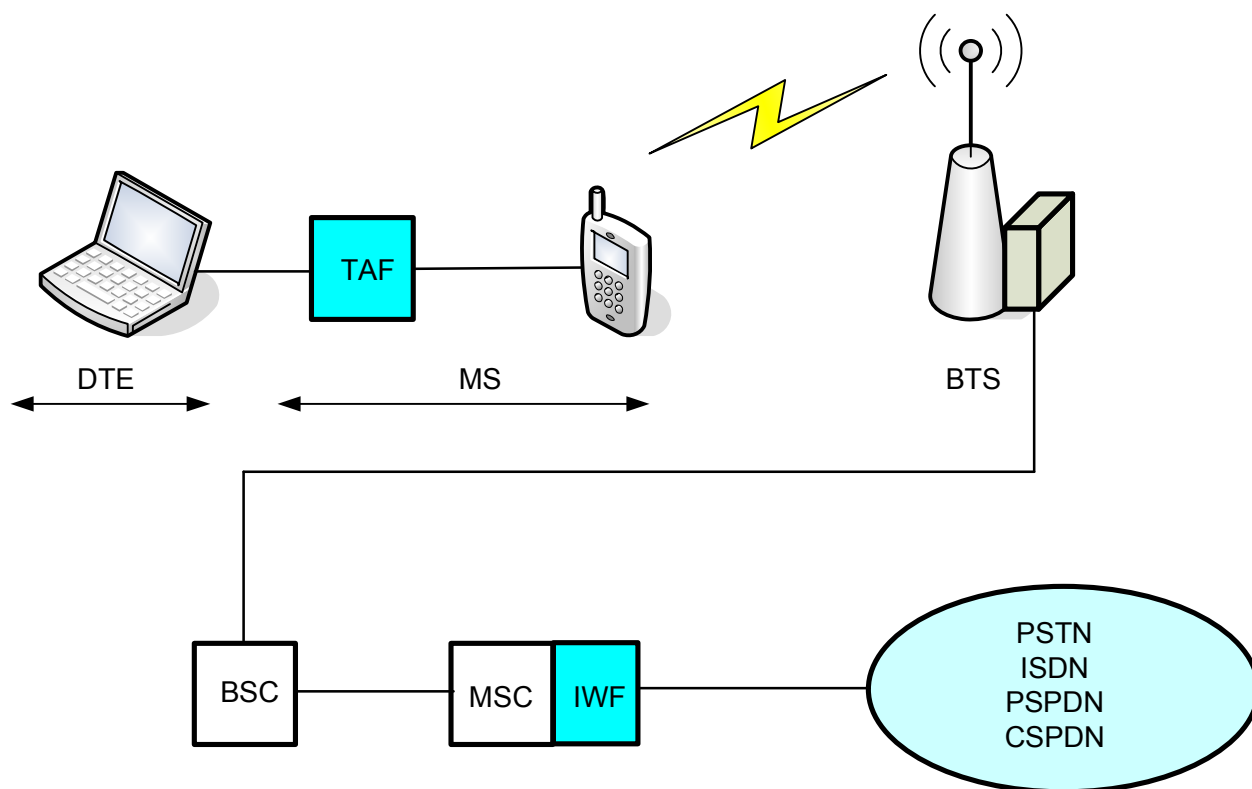 TAF
DTE
MS
BTS
BSC
MSC
IWF
PSTN
ISDN
PSPDN
CSPDN